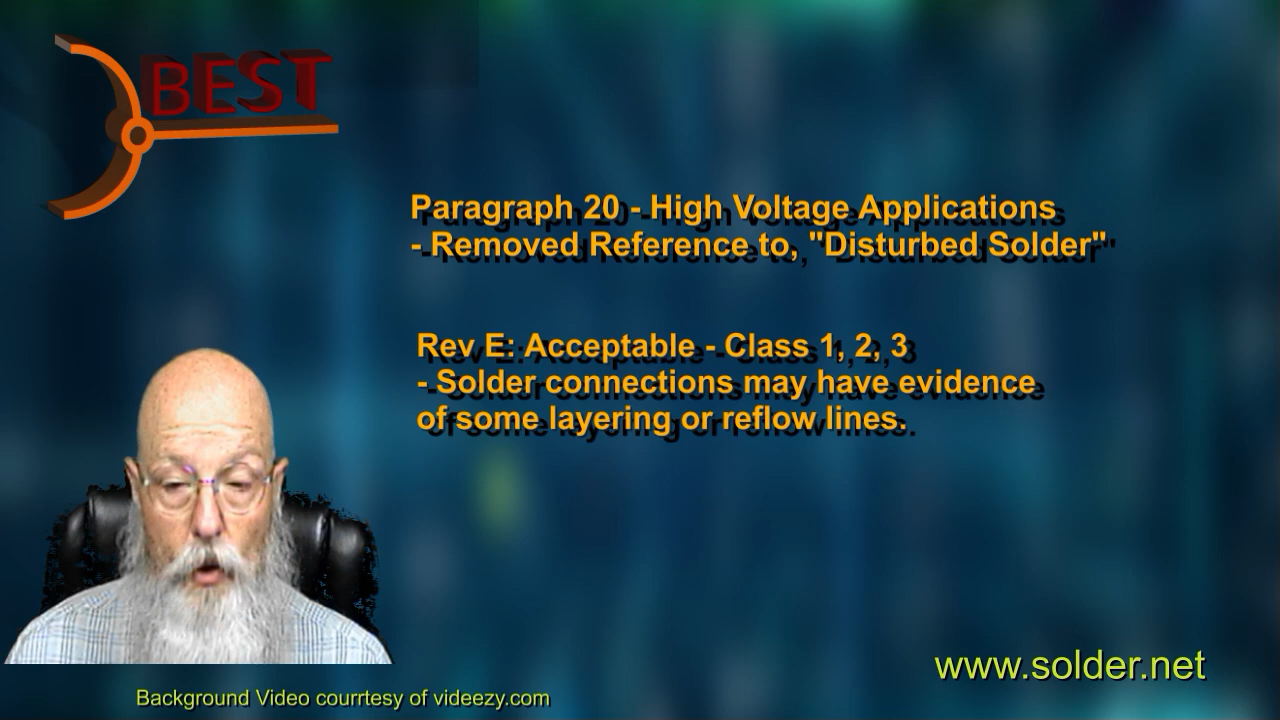 BEST
Paragraph 20 - High Voltage Applications
- Removed Reference to, "Disturbed Solder"
Rev E: Acceptable - Class 1, 2, 3
- Solder connections may have evidence
of some layering or reflow lines.
www.solder.net
Background Video courrtesy of videezy.com